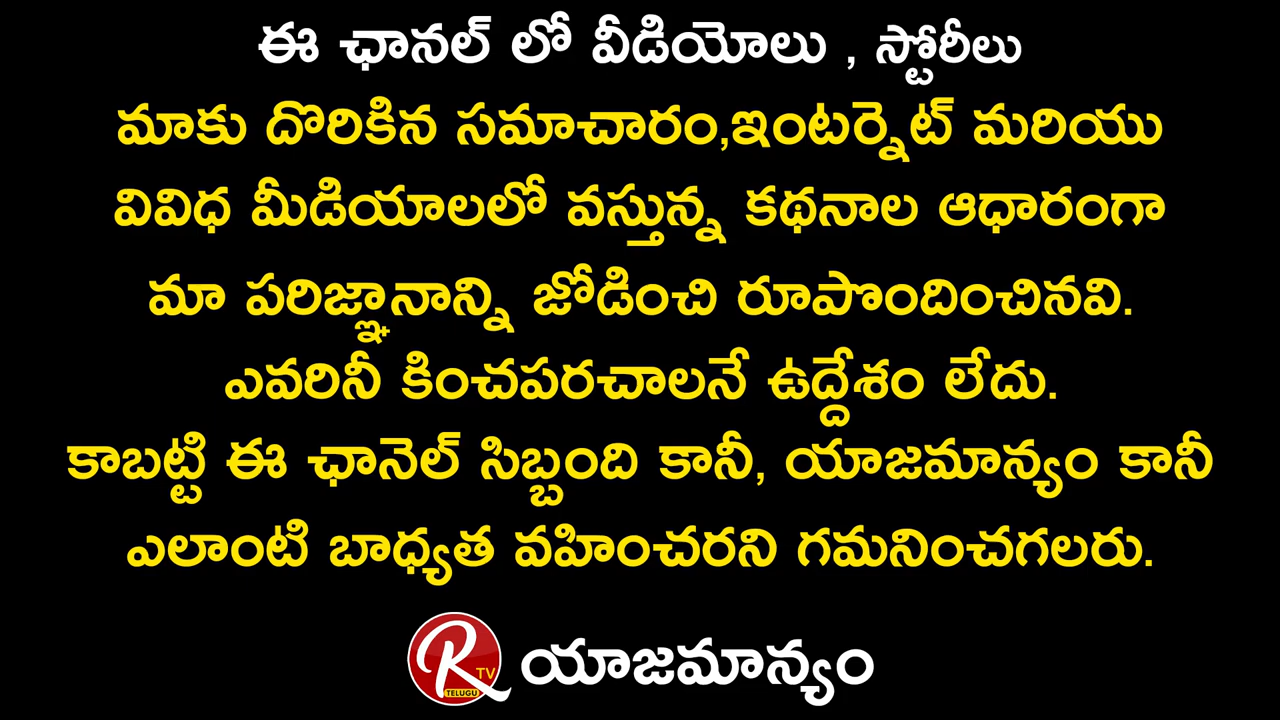 ఈ ఛానల్ లో వీడియోలు , స్టోరీలు
మాకు దొరికిన సమాచారం,ఇంటర్నెట్ మరియు
వివిధ మీడియాలలో వస్తున్న కథనాల ఆధారంగా
మా పరిజ్ఞానాన్ని జోడించి రూపొందించినవి.
ఎవరినీ కించపరచాలనే ఉద్దేశం లేదు.
కాబట్టి ఈ ఛానెల్ సిబ్బంది కానీ, యాజమాన్యం కానీ
ఎలాంటి బాధ్యత వహించరని గమనించగలరు.
R TV TELUGU యాజమాన్యం